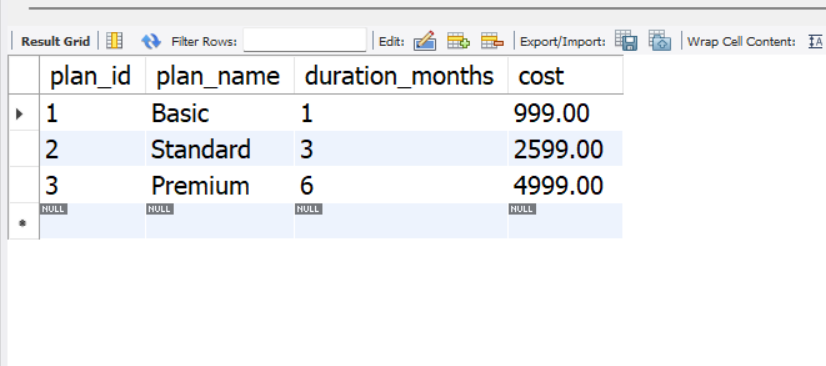 Result Grid Filter Rows: Edit: Export/Import: Wrap Cell Content: IA
plan_id plan_name duration_months cost
1 Basic 1 999.00
2 Standard 3 2599.00
3 Premium 6 4999.00
NULL NULL NULL NULL